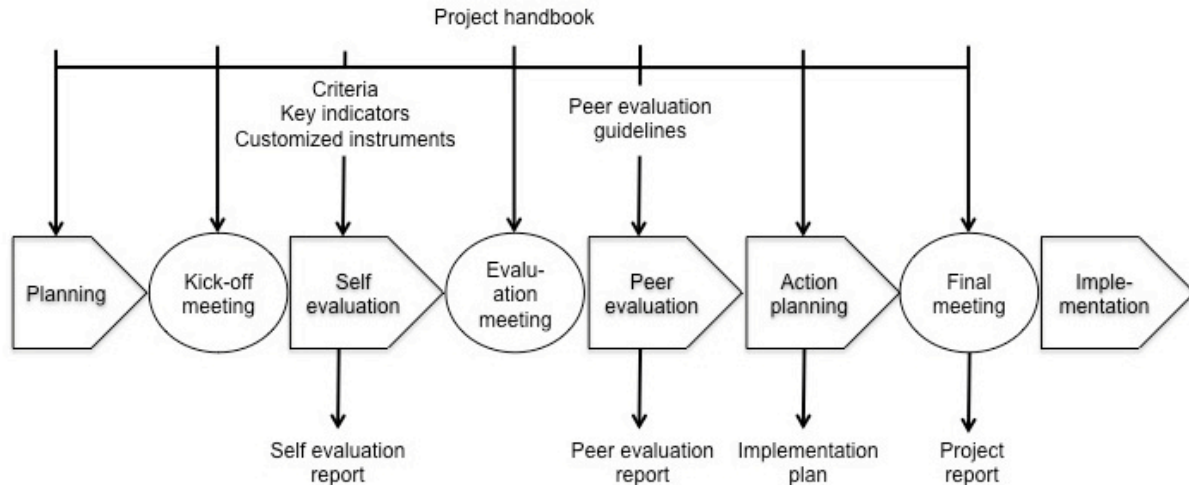 Project handbook
Criteria
Key indicators
Customized instruments
Peer evaluation
guidelines
Planning
Kick-off
meeting
Self
evaluation
Evalu-
ation
meeting
Peer
evaluation
Action
planning
Final
meeting
Imple-
mentation
Self evaluation
report
Peer evaluation
report
Implementation
plan
Project
report